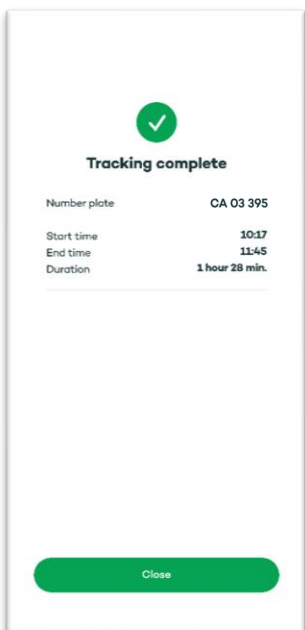 Tracking complete
Number plate CA 03 395
Start time 10:17
End time 11:45
Duration 1 hour 28 min.
Close